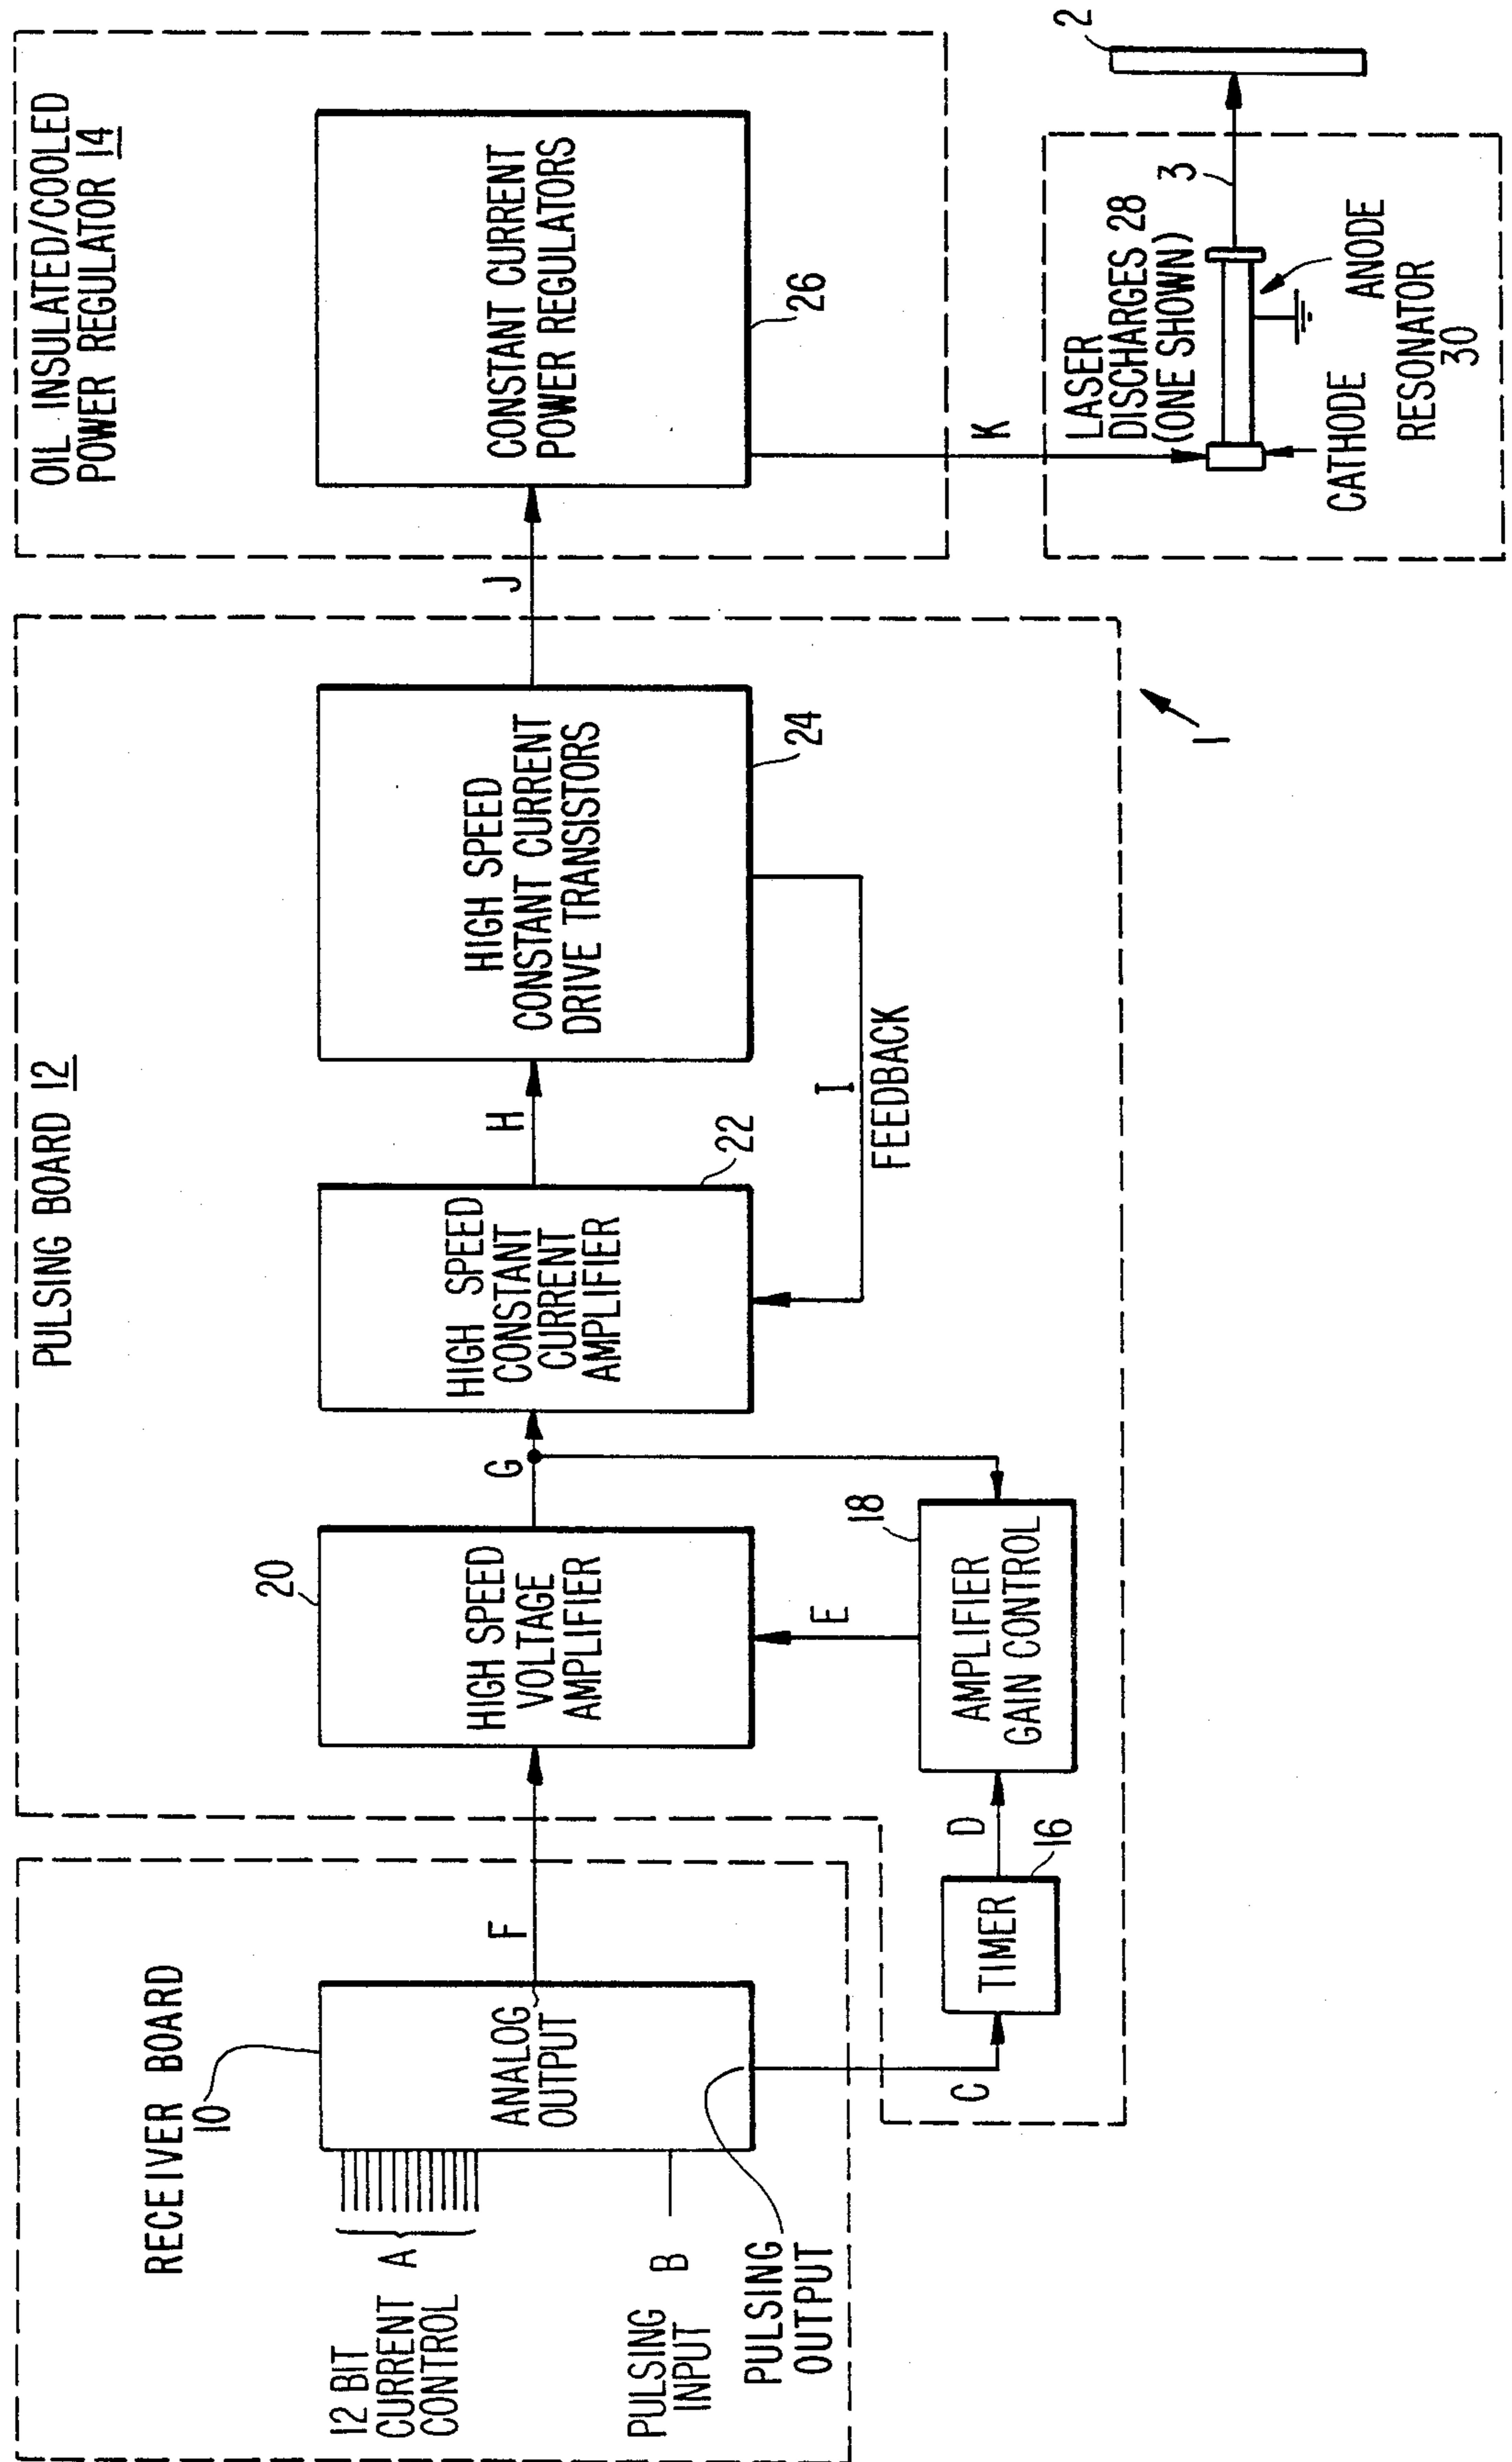 RECEIVER BOARD
10
12 BIT
CURRENT
CONTROL
A
PULSING
INPUT
B
PULSING
OUTPUT
ANALOG
OUTPUT
F
C
PULSING BOARD 12
TIMER
16
D
AMPLIFIER
GAIN CONTROL
18
E
20
HIGH SPEED
VOLTAGE
AMPLIFIER
G
HIGH SPEED
CONSTANT
CURRENT
AMPLIFIER
22
H
I
FEEDBACK
HIGH SPEED
CONSTANT CURRENT
DRIVE TRANSISTORS
24
1
J
OIL INSULATED/COOLED
POWER REGULATOR 14
CONSTANT CURRENT
POWER REGULATORS
26
K
LASER
DISCHARGES 28
(ONE SHOWN)
3
2
CATHODE
ANODE
RESONATOR
30